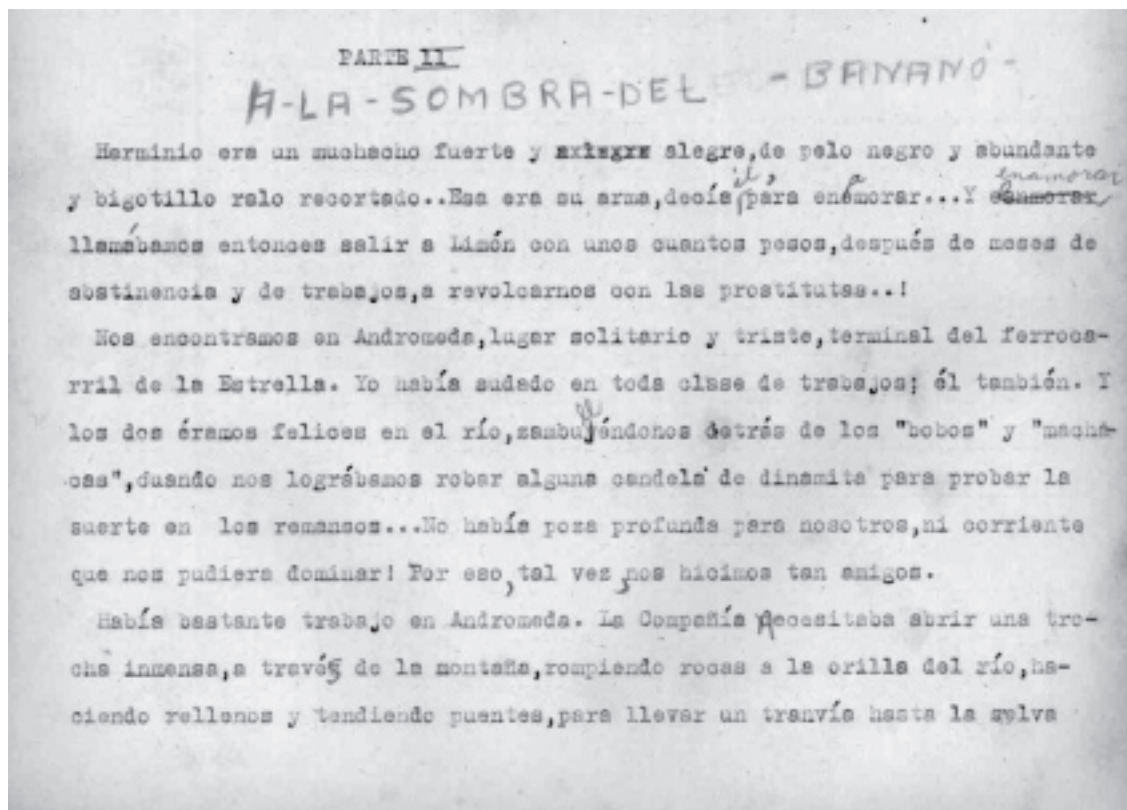 PARTE II
A-LA-SOMBRA-DEL -BANANO-
Herminio era un muchacho fuerte y alegre,de pelo negro y abundante
y bigotillo ralo recortado..Esa era su arma,decía él, para enamorar...Y enamorar
llamábamos entonces salir a Limón con unos cuantos pesos,después de meses de
abstinencia y de trabajos,a revolcarnos con las prostitutas..!
Nos encontramos en Andromeda,lugar solitario y triste,terminal del ferroca-
rril de la Estrella. Yo había sudado en toda clase de trabajos; él también. Y
los dos éramos felices en el río,zambulléndonos detrás de los "bobos" y "macha-
cas",cuando nos lográbamos robar alguna candela de dinamita para probar la
suerte en los remansos...No había poza profunda para nosotros,ni corriente
que nos pudiera dominar! Por eso, tal vez, nos hicimos tan amigos.
Había bastante trabajo en Andromeda. La Compañía necesitaba abrir una tro-
cha inmensa,a través de la montaña,rompiendo rocas a la orilla del río,ha-
ciendo rellenos y tendiendo puentes,para llevar un tranvía hasta la selva